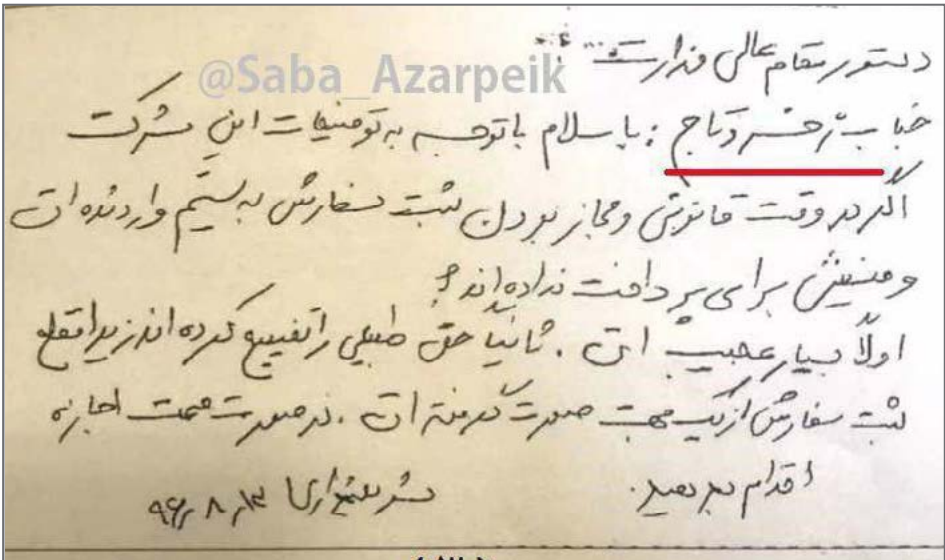 @Saba_Azarpeik
دستور مقام عالی وزارت
جناب خسروتاج : با سلام با توجه به توضیحات این شرکت
اگر در وقت قانونی و مجاز بودن ثبت سفارش به سیستم وارد شده است
و منیفش برای پرداخت نداده‌اند؟
اولاً بسیار عجیب است . ثانیاً حق طبیعی را تضییع کرده‌اند زیرا قطع
ثبت سفارش از یک جهت صورت گرفته است . در صورت صحت اجازه
اقدام بدهید .
شریعتمداری ۹۶٫۸٫۱۳